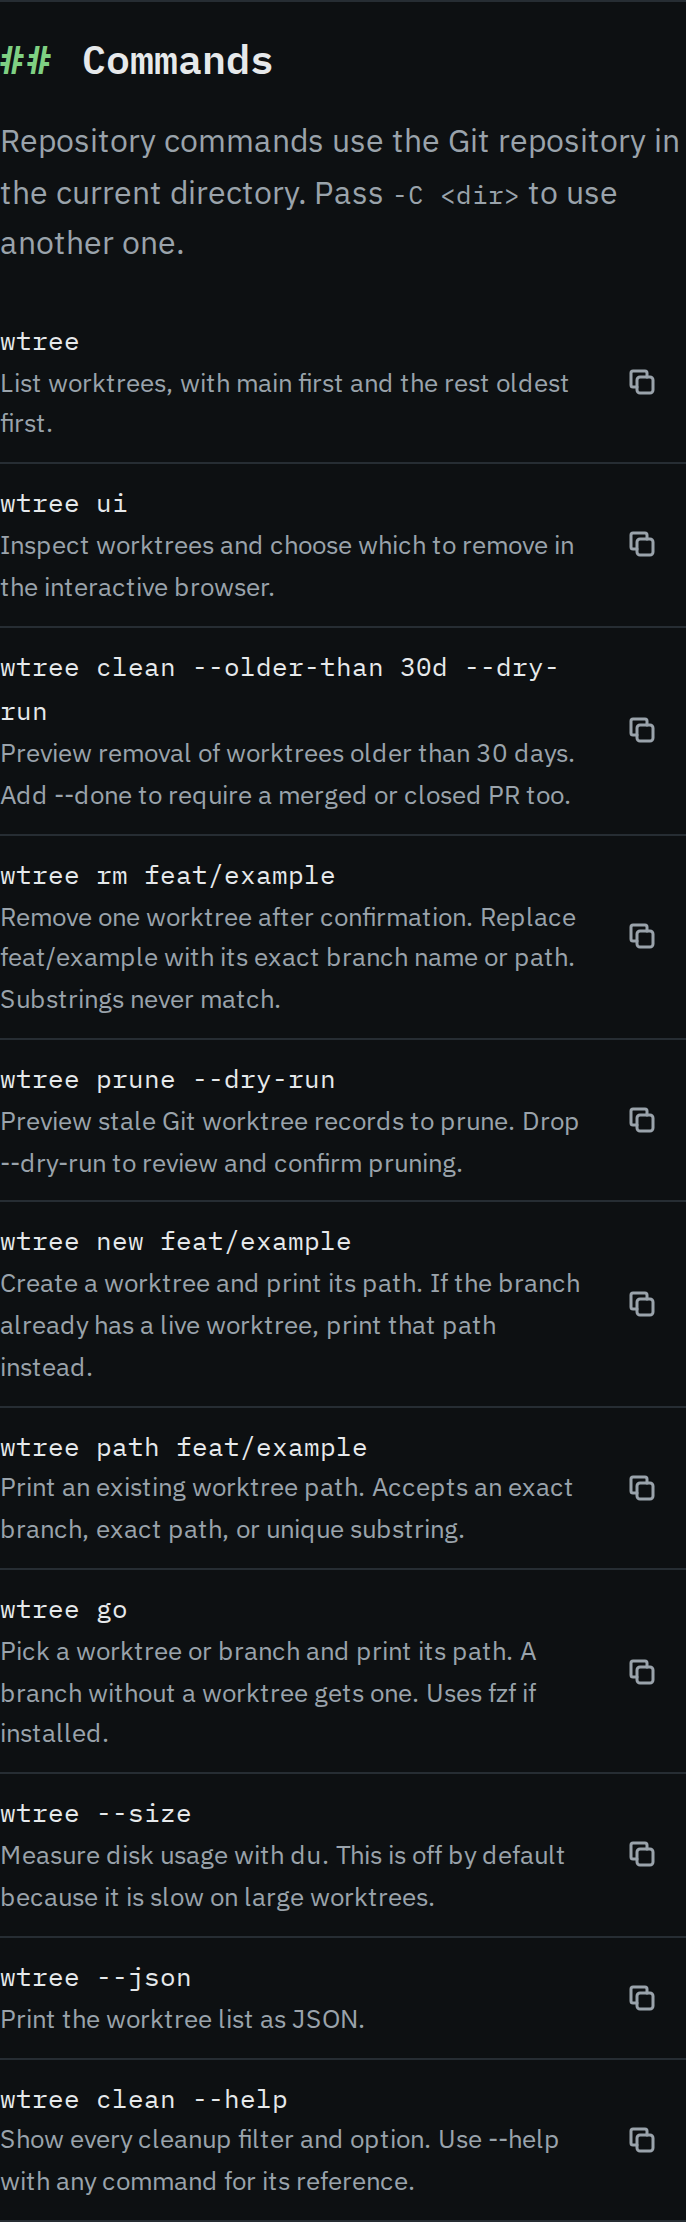 ## Commands
Repository commands use the Git repository in
the current directory. Pass -C <dir> to use
another one.
wtree
List worktrees, with main first and the rest oldest
first.
wtree ui
Inspect worktrees and choose which to remove in
the interactive browser.
wtree clean --older-than 30d --dry-
run
Preview removal of worktrees older than 30 days.
Add --done to require a merged or closed PR too.
wtree rm feat/example
Remove one worktree after confirmation. Replace
feat/example with its exact branch name or path.
Substrings never match.
wtree prune --dry-run
Preview stale Git worktree records to prune. Drop
--dry-run to review and confirm pruning.
wtree new feat/example
Create a worktree and print its path. If the branch
already has a live worktree, print that path
instead.
wtree path feat/example
Print an existing worktree path. Accepts an exact
branch, exact path, or unique substring.
wtree go
Pick a worktree or branch and print its path. A
branch without a worktree gets one. Uses fzf if
installed.
wtree --size
Measure disk usage with du. This is off by default
because it is slow on large worktrees.
wtree --json
Print the worktree list as JSON.
wtree clean --help
Show every cleanup filter and option. Use --help
with any command for its reference.